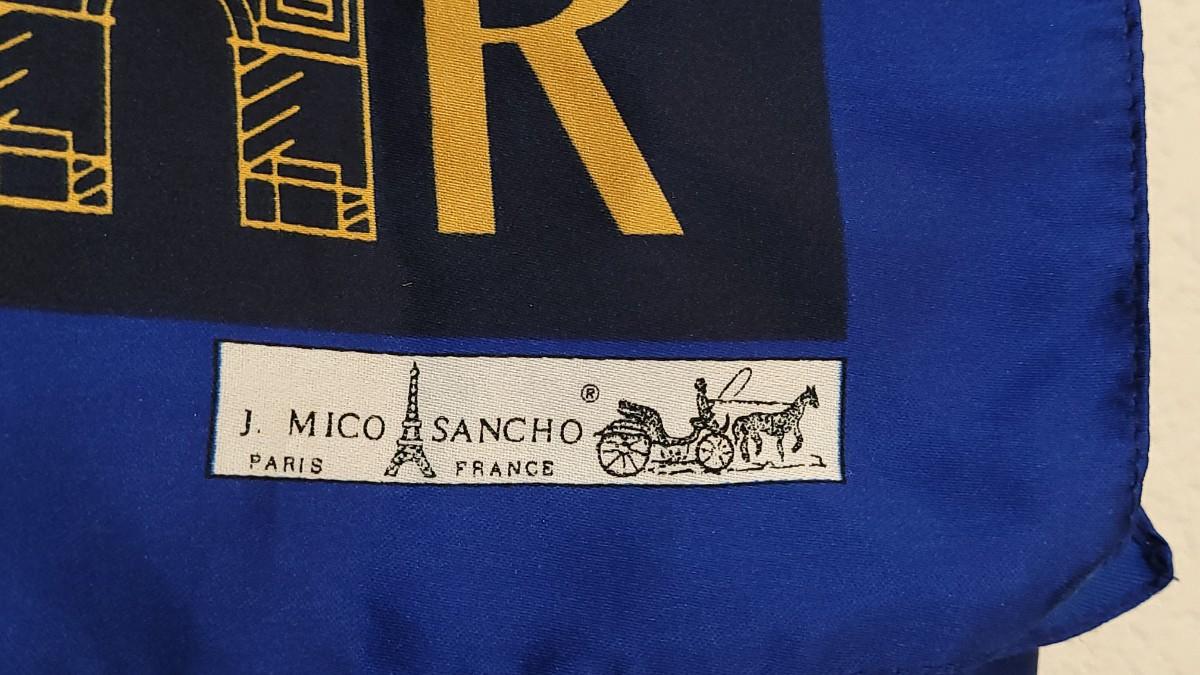 R
J. MICO SANCHO ®
PARIS FRANCE